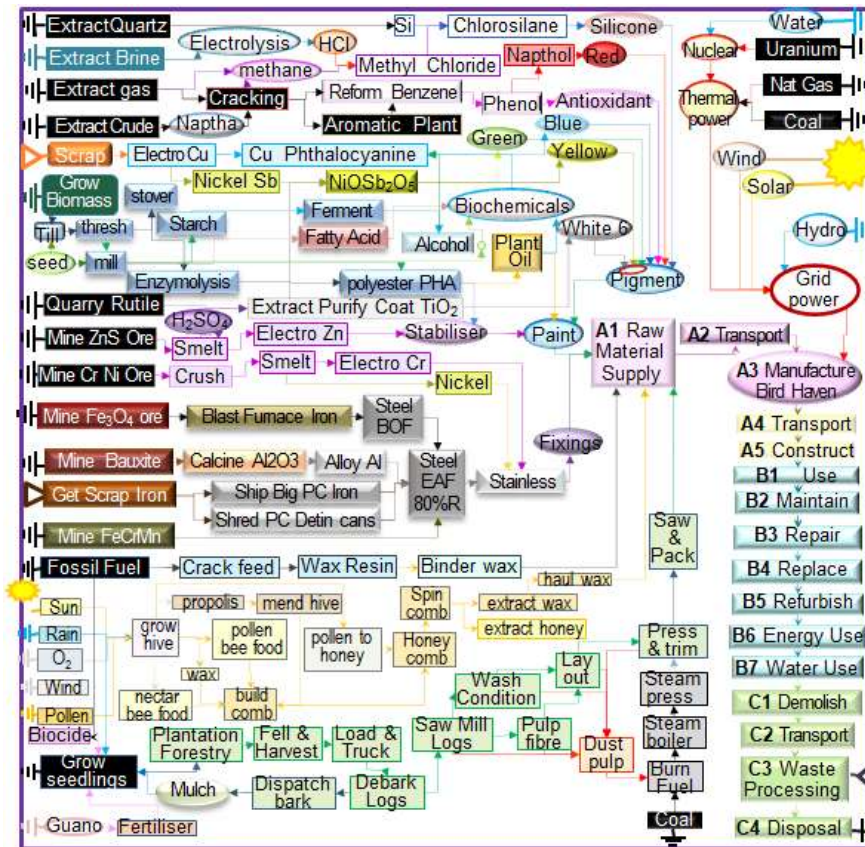 ExtractQuartz
Si
Chlorosilane
Silicone
Water
Extract Brine
Electrolysis
HCl
Napthol
Red
Nuclear
Uranium
methane
Methyl Chloride
Extract gas
Cracking
Reform Benzene
Phenol
Antioxidant
Thermal
power
Nat Gas
Extract Crude
Naptha
Aromatic Plant
Blue
Coal
Green
Scrap
Electro Cu
Cu Phthalocyanine
Yellow
Wind
Nickel Sb
NiOSb₂O₅
Solar
Grow
Biomass
stover
Ferment
Biochemicals
Till
thresh
Starch
Fatty Acid
Alcohol
Plant
Oil
White 6
Hydro
seed
mill
Enzymolysis
polyester PHA
Pigment
Grid
power
Quarry Rutile
Extract Purify Coat TiO₂
H₂SO₄
Mine ZnS Ore
Smelt
Electro Zn
Stabiliser
Paint
A1 Raw
Material
Supply
A2 Transport
Mine Cr Ni Ore
Crush
Smelt
Electro Cr
Nickel
A3 Manufacture
Bird Haven
Mine Fe₃O₄ ore
Blast Furnace Iron
Steel
BOF
A4 Transport
Fixings
A5 Construct
Mine Bauxite
Calcine Al2O3
Alloy Al
Steel
EAF
80%R
Stainless
B1 Use
Get Scrap Iron
Ship Big PC Iron
B2 Maintain
Shred PC Detin cans
Mine FeCrMn
Saw
& Pack
B3 Repair
Fossil Fuel
Crack feed
Wax Resin
Binder wax
B4 Replace
haul wax
Sun
propolis
mend hive
Spin
comb
extract wax
B5 Refurbish
Rain
grow
hive
pollen
bee food
pollen to
honey
Honey
comb
extract honey
Press
& trim
B6 Energy Use
O₂
wax
Lay
out
B7 Water Use
Wind
nectar
bee food
build
comb
Wash
Condition
Steam
press
Pollen
C1 Demolish
Biocide
Plantation
Forestry
Fell &
Harvest
Load &
Truck
Saw Mill
Logs
Pulp
fibre
Dust
pulp
Steam
boiler
C2 Transport
Grow
seedlings
Mulch
Dispatch
bark
Debark
Logs
Burn
Fuel
C3 Waste
Processing
Guano
Fertiliser
Coal
C4 Disposal